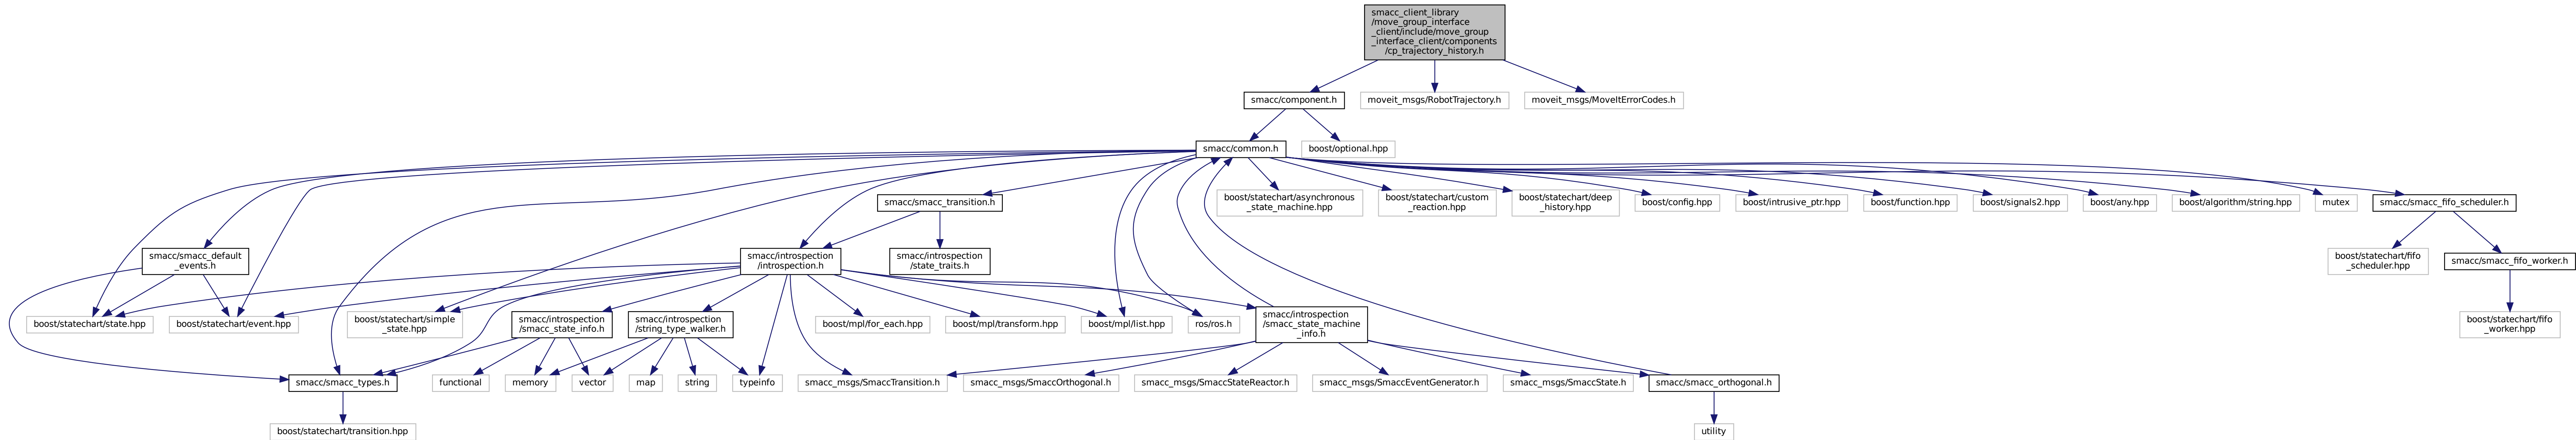 smacc_client_library
/move_group_interface
_client/include/move_group
_interface_client/components
/cp_trajectory_history.h
smacc/component.h
moveit_msgs/RobotTrajectory.h
moveit_msgs/MoveItErrorCodes.h
smacc/common.h
boost/optional.hpp
smacc/smacc_transition.h
boost/statechart/asynchronous
_state_machine.hpp
boost/statechart/custom
_reaction.hpp
boost/statechart/deep
_history.hpp
boost/config.hpp
boost/intrusive_ptr.hpp
boost/function.hpp
boost/signals2.hpp
boost/any.hpp
boost/algorithm/string.hpp
mutex
smacc/smacc_fifo_scheduler.h
smacc/smacc_default
_events.h
smacc/introspection
/introspection.h
smacc/introspection
/state_traits.h
boost/statechart/fifo
_scheduler.hpp
smacc/smacc_fifo_worker.h
boost/statechart/state.hpp
boost/statechart/event.hpp
boost/statechart/simple
_state.hpp
smacc/introspection
/smacc_state_info.h
smacc/introspection
/string_type_walker.h
boost/mpl/for_each.hpp
boost/mpl/transform.hpp
boost/mpl/list.hpp
ros/ros.h
smacc/introspection
/smacc_state_machine
_info.h
boost/statechart/fifo
_worker.hpp
smacc/smacc_types.h
functional
memory
vector
map
string
typeinfo
smacc_msgs/SmaccTransition.h
smacc_msgs/SmaccOrthogonal.h
smacc_msgs/SmaccStateReactor.h
smacc_msgs/SmaccEventGenerator.h
smacc_msgs/SmaccState.h
smacc/smacc_orthogonal.h
boost/statechart/transition.hpp
utility